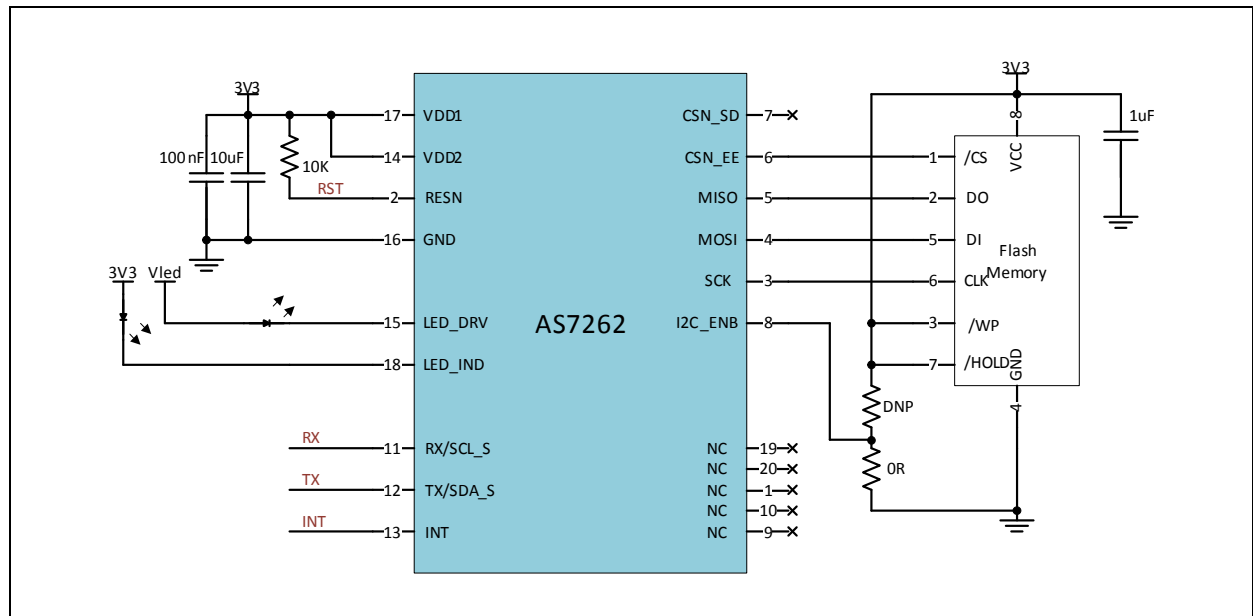 3V3
3V3
17 VDD1
CSN_SD 7
8
VCC
1uF
100nF 10uF
10K
14 VDD2
CSN_EE 6
1 /CS
RST
2 RESN
MISO 5
2 DO
16 GND
MOSI 4
5 DI
Flash
Memory
3V3 Vled
SCK 3
6 CLK
15 LED_DRV
AS7262
I2C_ENB 8
3 /WP
18 LED_IND
7 /HOLD
GND
4
DNP
RX
11 RX/SCL_S
NC 19
NC 20
0R
TX
12 TX/SDA_S
NC 1
NC 10
INT
13 INT
NC 9